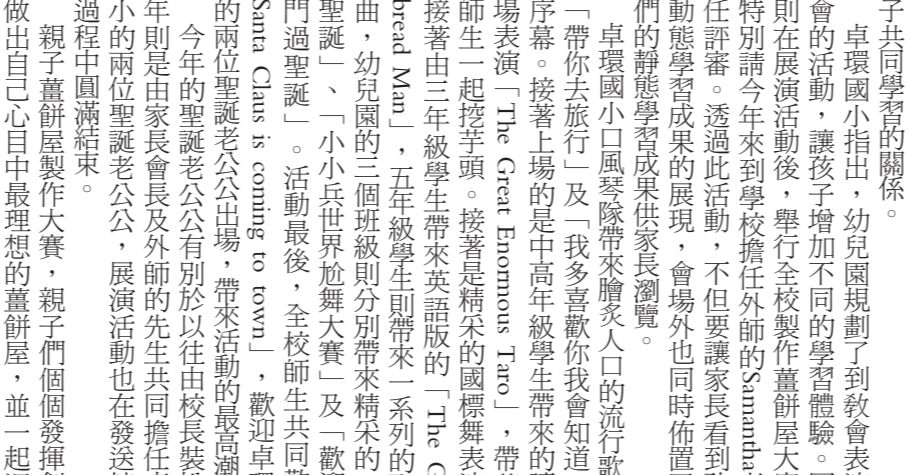 子共同學習的關係。
卓環國小指出，幼兒園規劃了到教會表
會的活動，讓孩子增加不同的學習體驗。
則在展演活動後，舉行全校製作薑餅屋大
特別請今年來到學校擔任外師的Samantha
任評審。透過此活動，不但要讓家長看到
動態學習成果的展現，會場外也同時佈置
們的靜態學習成果供家長瀏覽。
卓環國小口風琴隊帶來膾炙人口的流行歌
「帶你去旅行」及「我多喜歡你我會知道
序幕。接著上場的是中高年級學生帶來的
場表演「The Great Enormous Taro」，帶
師生一起挖芋頭。接著是精采的國標舞表
接著由三年級學生帶來英語版的「The G
bread Man」，五年級學生則帶來一系列的
曲，幼兒園的三個班級則分別帶來精采的
聖誕」、「小小兵世界尬舞大賽」及「歡
門過聖誕」。活動最後，全校師生共同
Santa Claus is coming to town」，歡迎卓
的兩位聖誕老公公出場，帶來活動的最高潮
今年的聖誕老公公有別於以往由校長裝
年則是由家長會長及外師的先生共同擔任
小的兩位聖誕老公公，展演活動也在發送
過程中圓滿結束。
親子薑餅屋製作大賽，親子們個個發揮
做出自己心目中最理想的薑餅屋，並一起